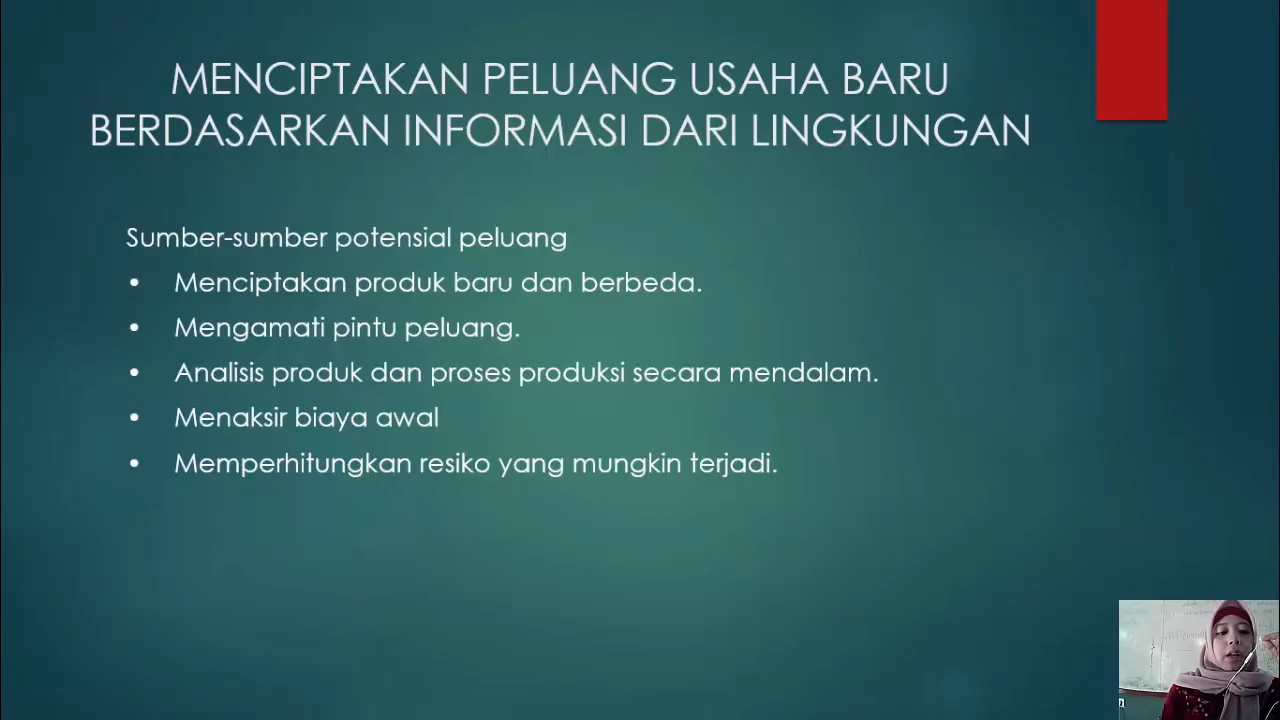 MENCIPTAKAN PELUANG USAHA BARU
BERDASARKAN INFORMASI DARI LINGKUNGAN
Sumber-sumber potensial peluang
• Menciptakan produk baru dan berbeda.
• Mengamati pintu peluang.
• Analisis produk dan proses produksi secara mendalam.
• Menaksir biaya awal
• Memperhitungkan resiko yang mungkin terjadi.